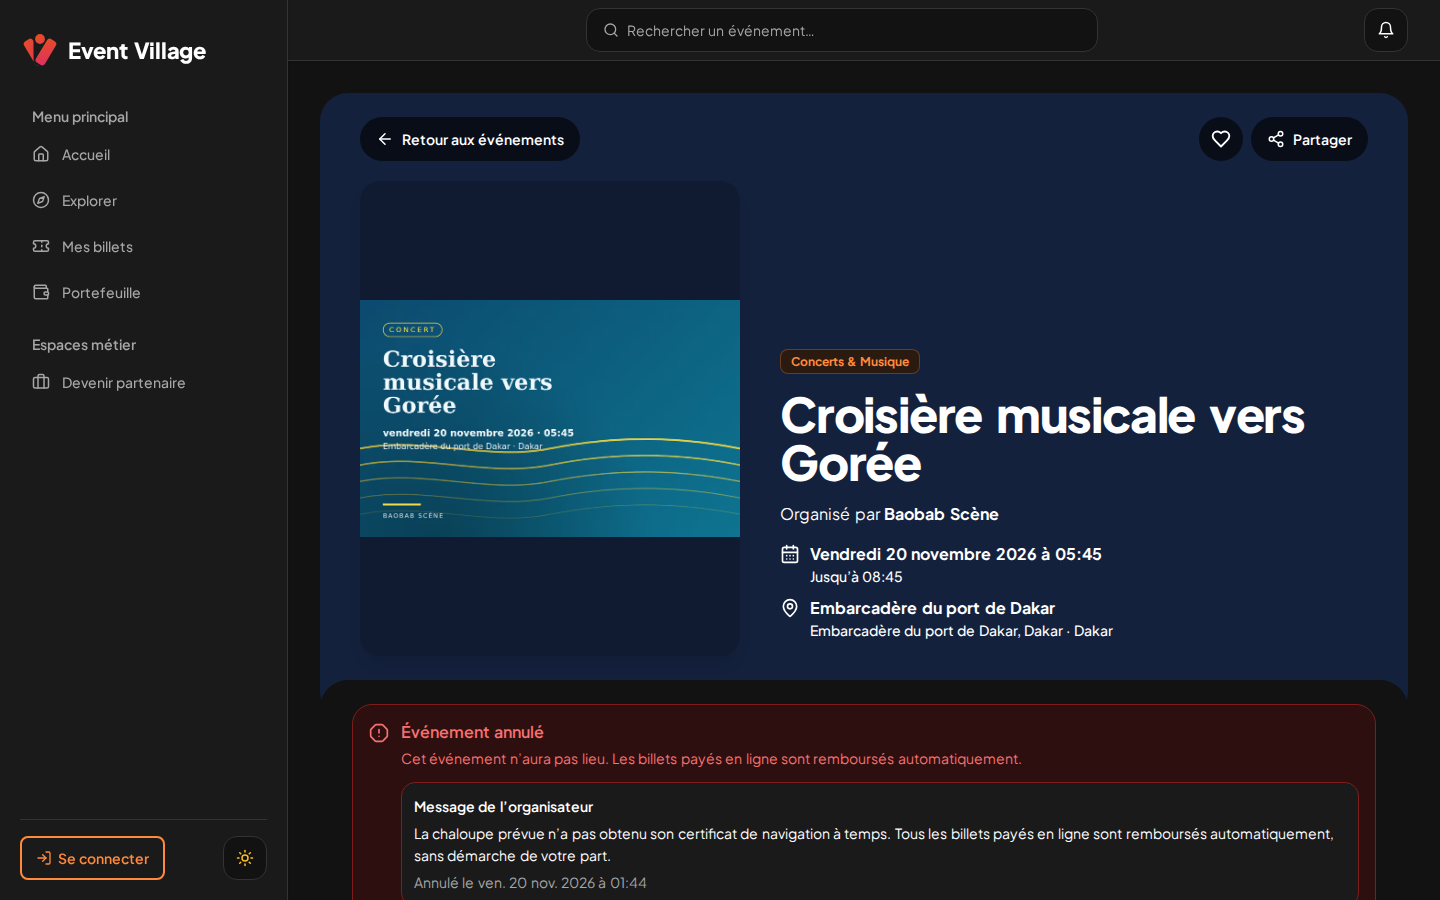 Event Village
Rechercher un événement...
Menu principal
Accueil
Explorer
Mes billets
Portefeuille
Espaces métier
Devenir partenaire
Se connecter
Retour aux événements
Partager
CONCERT
Croisière
musicale vers
Gorée
vendredi 20 novembre 2026 · 05:45
Embarcadère du port de Dakar · Dakar
BAOBAB SCÈNE
Concerts & Musique
Croisière musicale vers
Gorée
Organisé par Baobab Scène
Vendredi 20 novembre 2026 à 05:45
Jusqu'à 08:45
Embarcadère du port de Dakar
Embarcadère du port de Dakar, Dakar · Dakar
Événement annulé
Cet événement n'aura pas lieu. Les billets payés en ligne sont remboursés automatiquement.
Message de l'organisateur
La chaloupe prévue n'a pas obtenu son certificat de navigation à temps. Tous les billets payés en ligne sont remboursés automatiquement,
sans démarche de votre part.
Annulé le ven. 20 nov. 2026 à 01:44